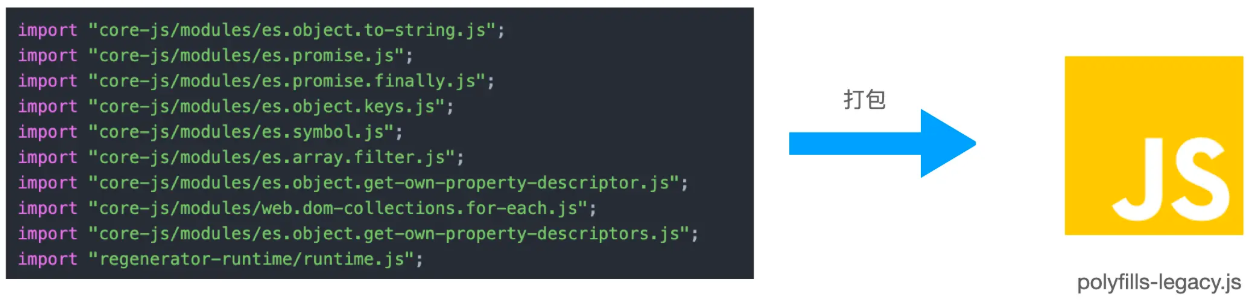 import "core-js/modules/es.object.to-string.js";
import "core-js/modules/es.promise.js";
import "core-js/modules/es.promise.finally.js";
import "core-js/modules/es.object.keys.js";
import "core-js/modules/es.symbol.js";
import "core-js/modules/es.array.filter.js";
import "core-js/modules/es.object.get-own-property-descriptor.js";
import "core-js/modules/web.dom-collections.for-each.js";
import "core-js/modules/es.object.get-own-property-descriptors.js";
import "regenerator-runtime/runtime.js";
打包
JS
polyfills-legacy.js